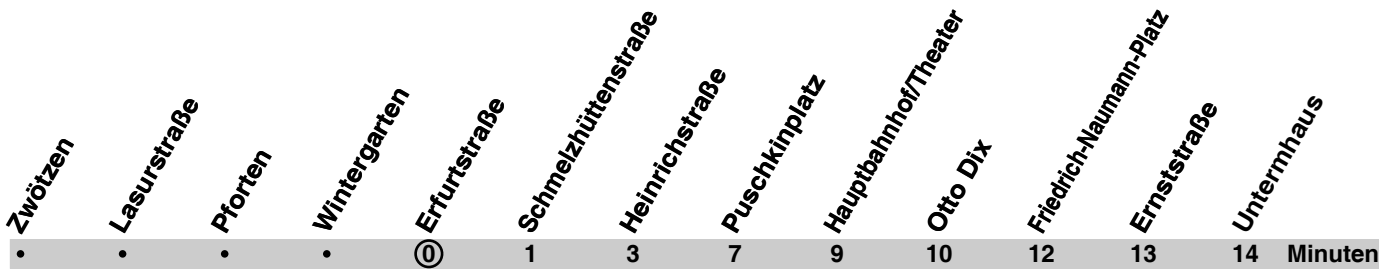 Zwötzen
Lasurstraße
Pforten
Wintergarten
Erfurtstraße
Schmelzhüttenstraße
Heinrichstraße
Puschkinplatz
Hauptbahnhof/Theater
Otto Dix
Friedrich-Naumann-Platz
Ernststraße
Untermhaus
• • • • 0 1 3 7 9 10 12 13 14 Minuten